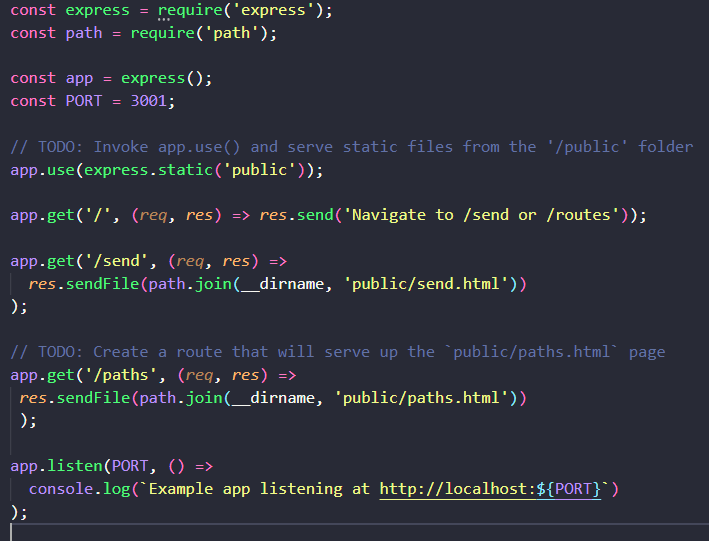 const express = require('express');
const path = require('path');
const app = express();
const PORT = 3001;
// TODO: Invoke app.use() and serve static files from the '/public' folder
app.use(express.static('public'));
app.get('/', (req, res) => res.send('Navigate to /send or /routes'));
app.get('/send', (req, res) =>
res.sendFile(path.join(__dirname, 'public/send.html'))
);
// TODO: Create a route that will serve up the `public/paths.html` page
app.get('/paths', (req, res) =>
res.sendFile(path.join(__dirname, 'public/paths.html'))
);
app.listen(PORT, () =>
console.log(`Example app listening at http://localhost:${PORT}`)
);